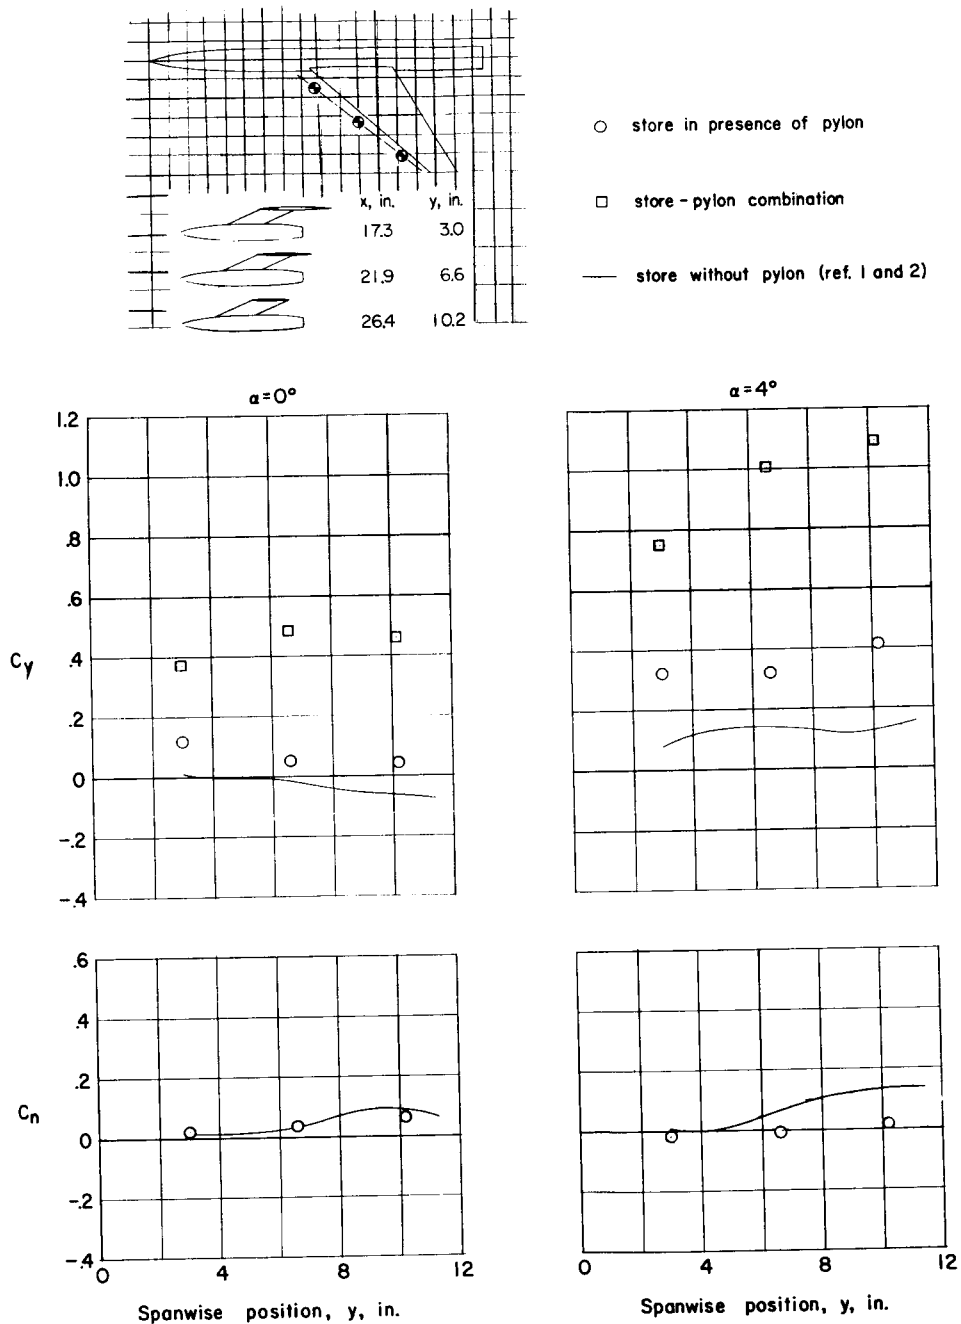 x, in. y, in.
17.3 3.0
21.9 6.6
26.4 10.2
store in presence of pylon
store-pylon combination
store without pylon (ref. 1 and 2)
α=0°
α=4°
1.2
1.0
.8
.6
.4
.2
0
-.2
-.4
Cy
.6
.4
.2
0
-.2
-.4
Cn
0 4 8 12
0 4 8 12
Spanwise position, y, in.
Spanwise position, y, in.